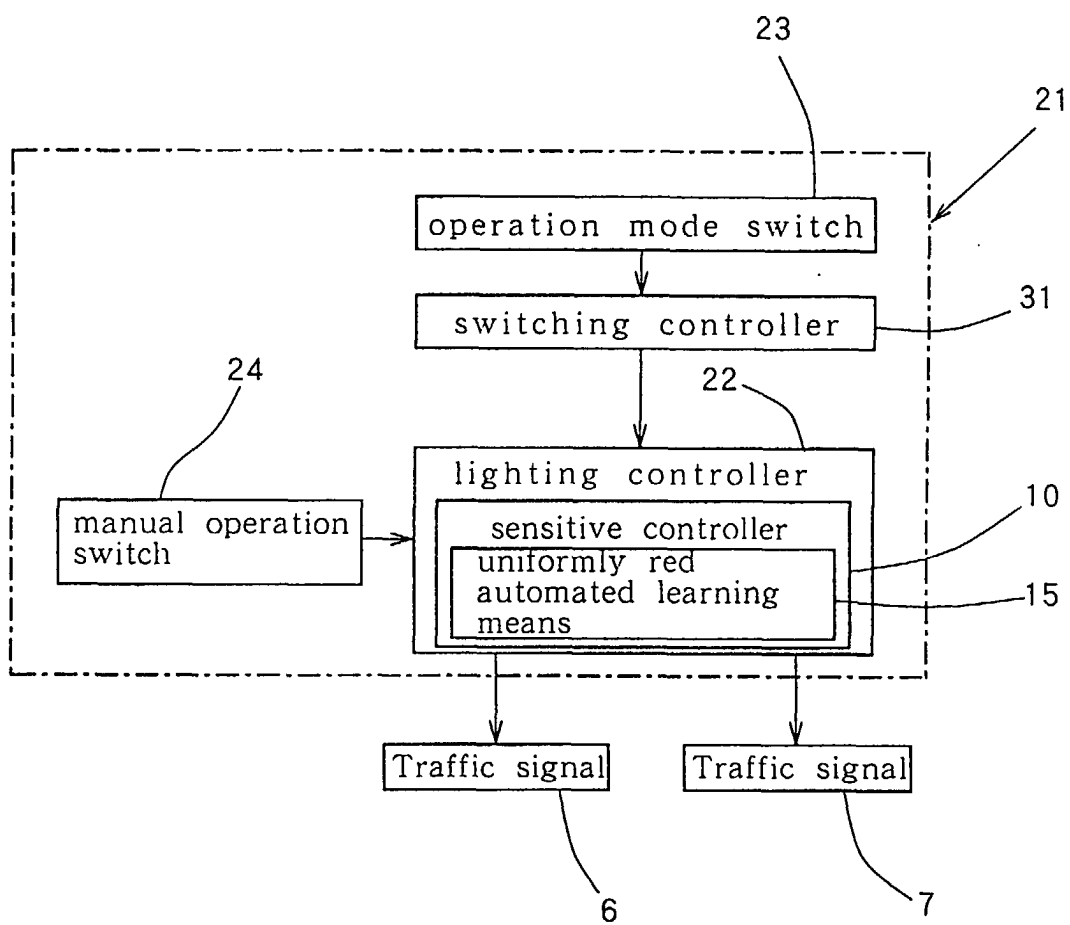 23
21
operation mode switch
31
switching controller
24
22
lighting controller
manual operation
switch
sensitive controller
10
uniformly red
automated learning
means
15
Traffic signal
Traffic signal
6
7